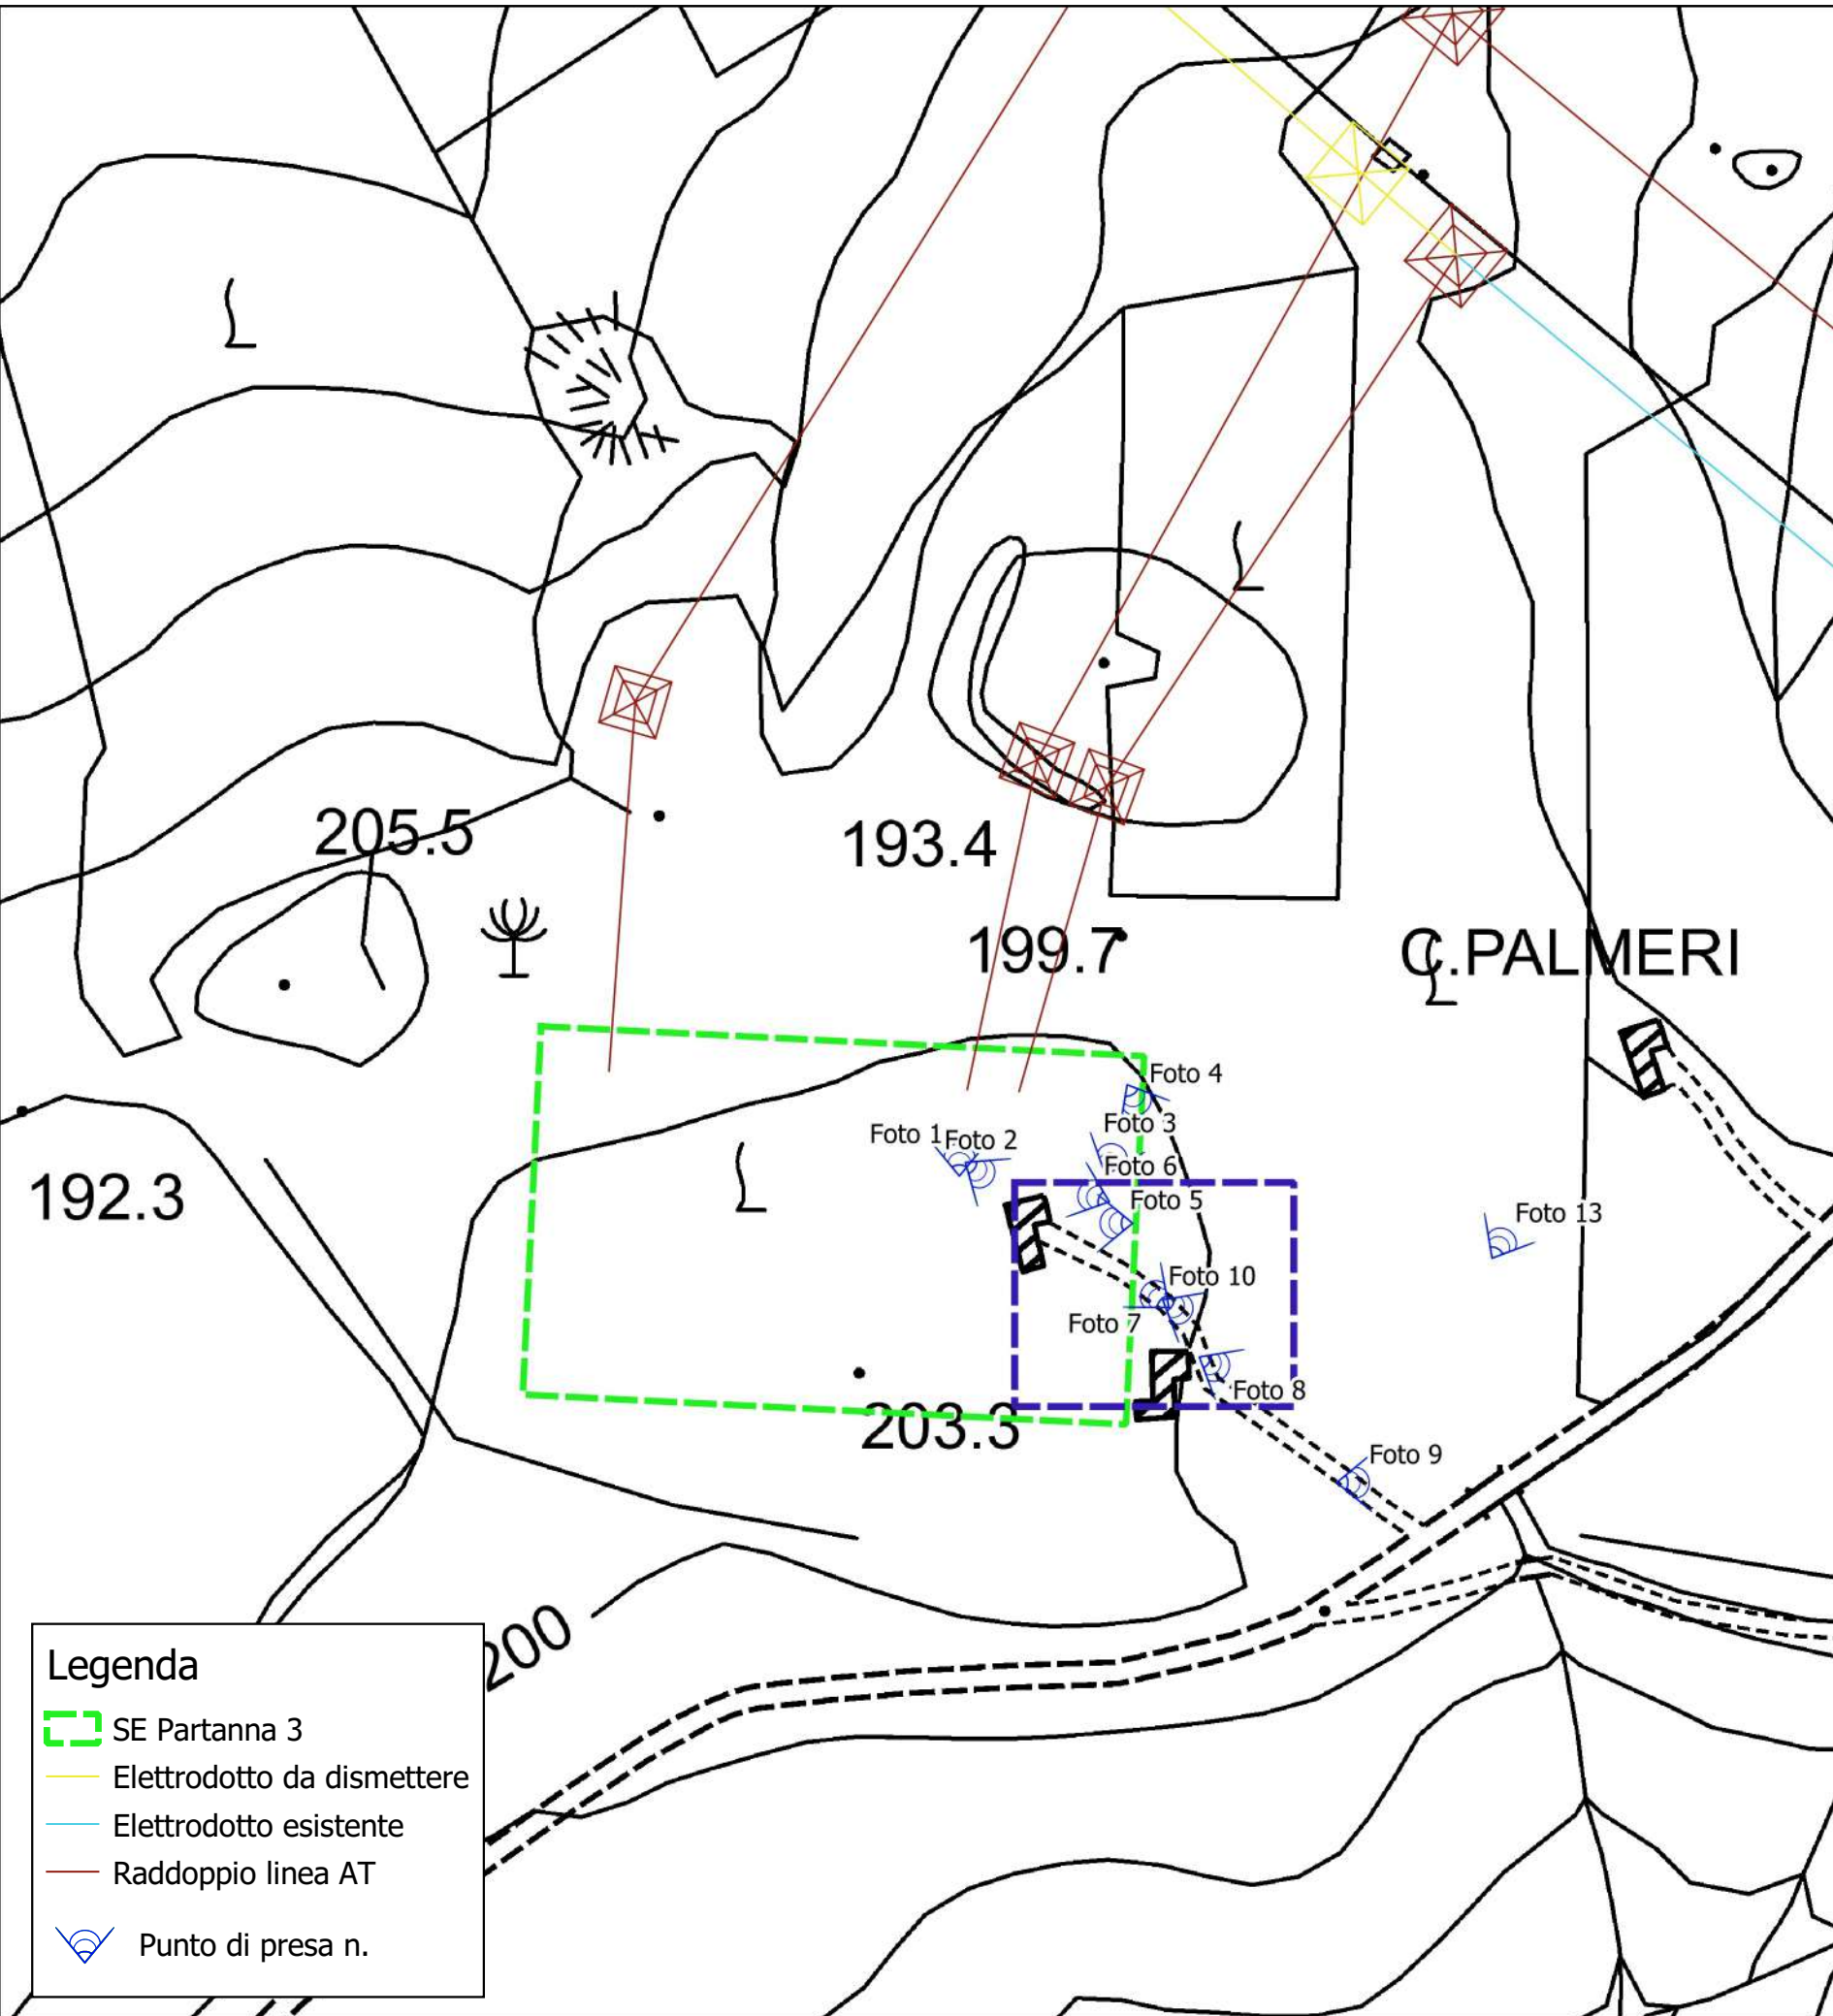 205.5
193.4
199.7
C.PALMERI
Foto 4
Foto 3
Foto 1
Foto 2
Foto 6
192.3
Foto 5
Foto 13
Foto 10
Foto 7
Foto 8
203.3
Foto 9
200
Legenda
SE Partanna 3
Elettrodotto da dismettere
Elettrodotto esistente
Raddoppio linea AT
Punto di presa n.